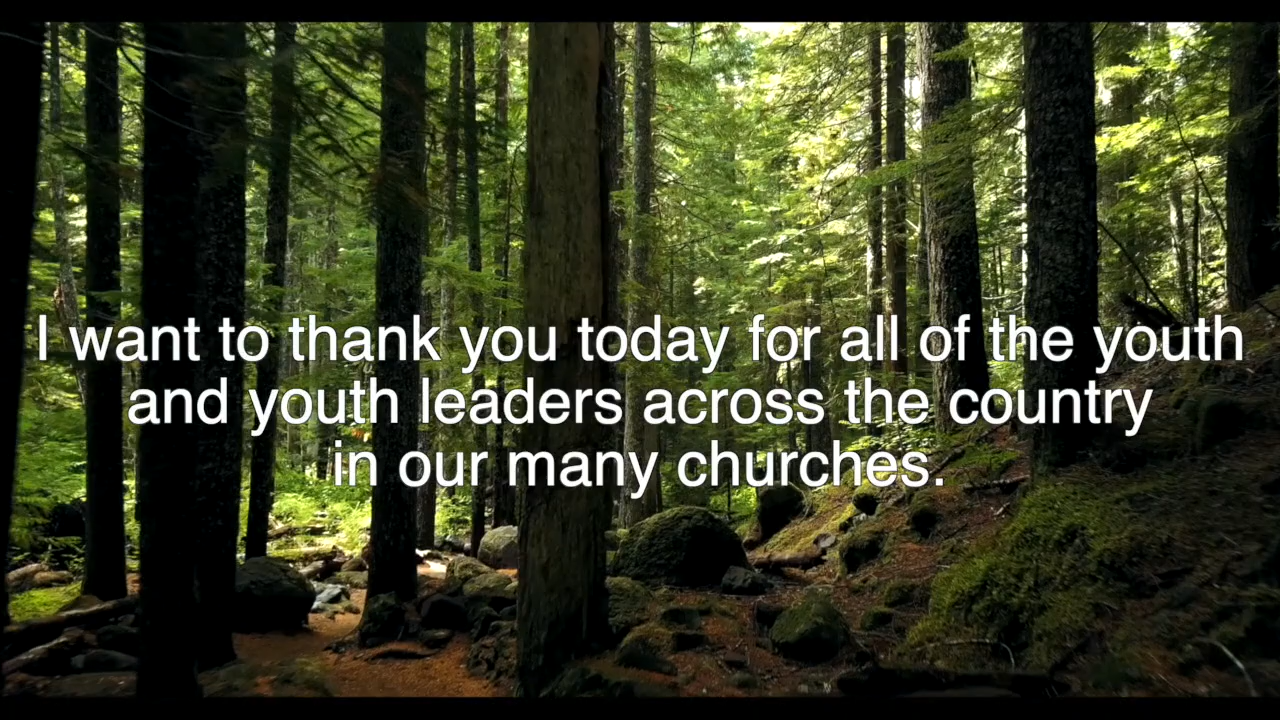 I want to thank you today for all of the youth
and youth leaders across the country
in our many churches.